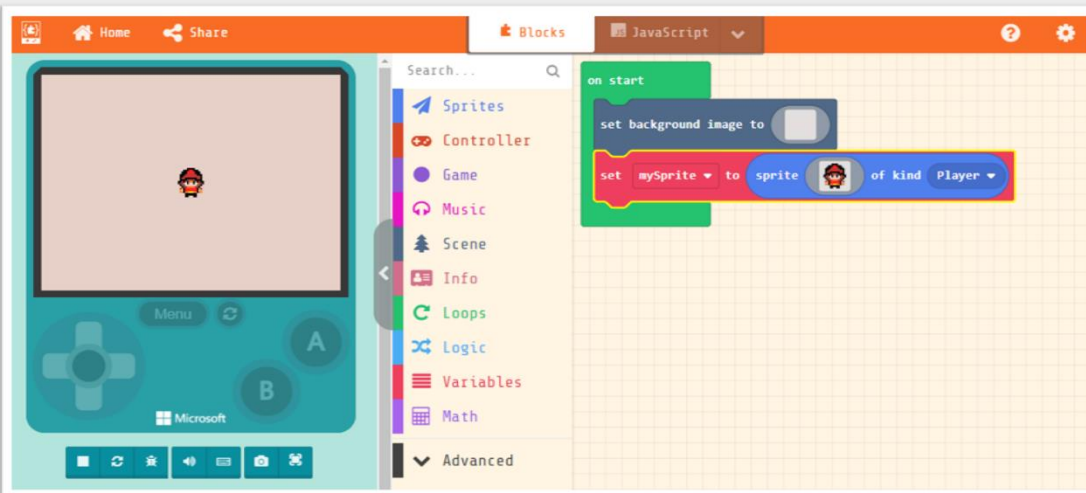 Home Share Blocks JavaScript
Menu
A
B
Microsoft
Search...
Sprites
Controller
Game
Music
Scene
Info
Loops
Logic
Variables
Math
Advanced
on start
set background image to
set mySprite to sprite of kind Player